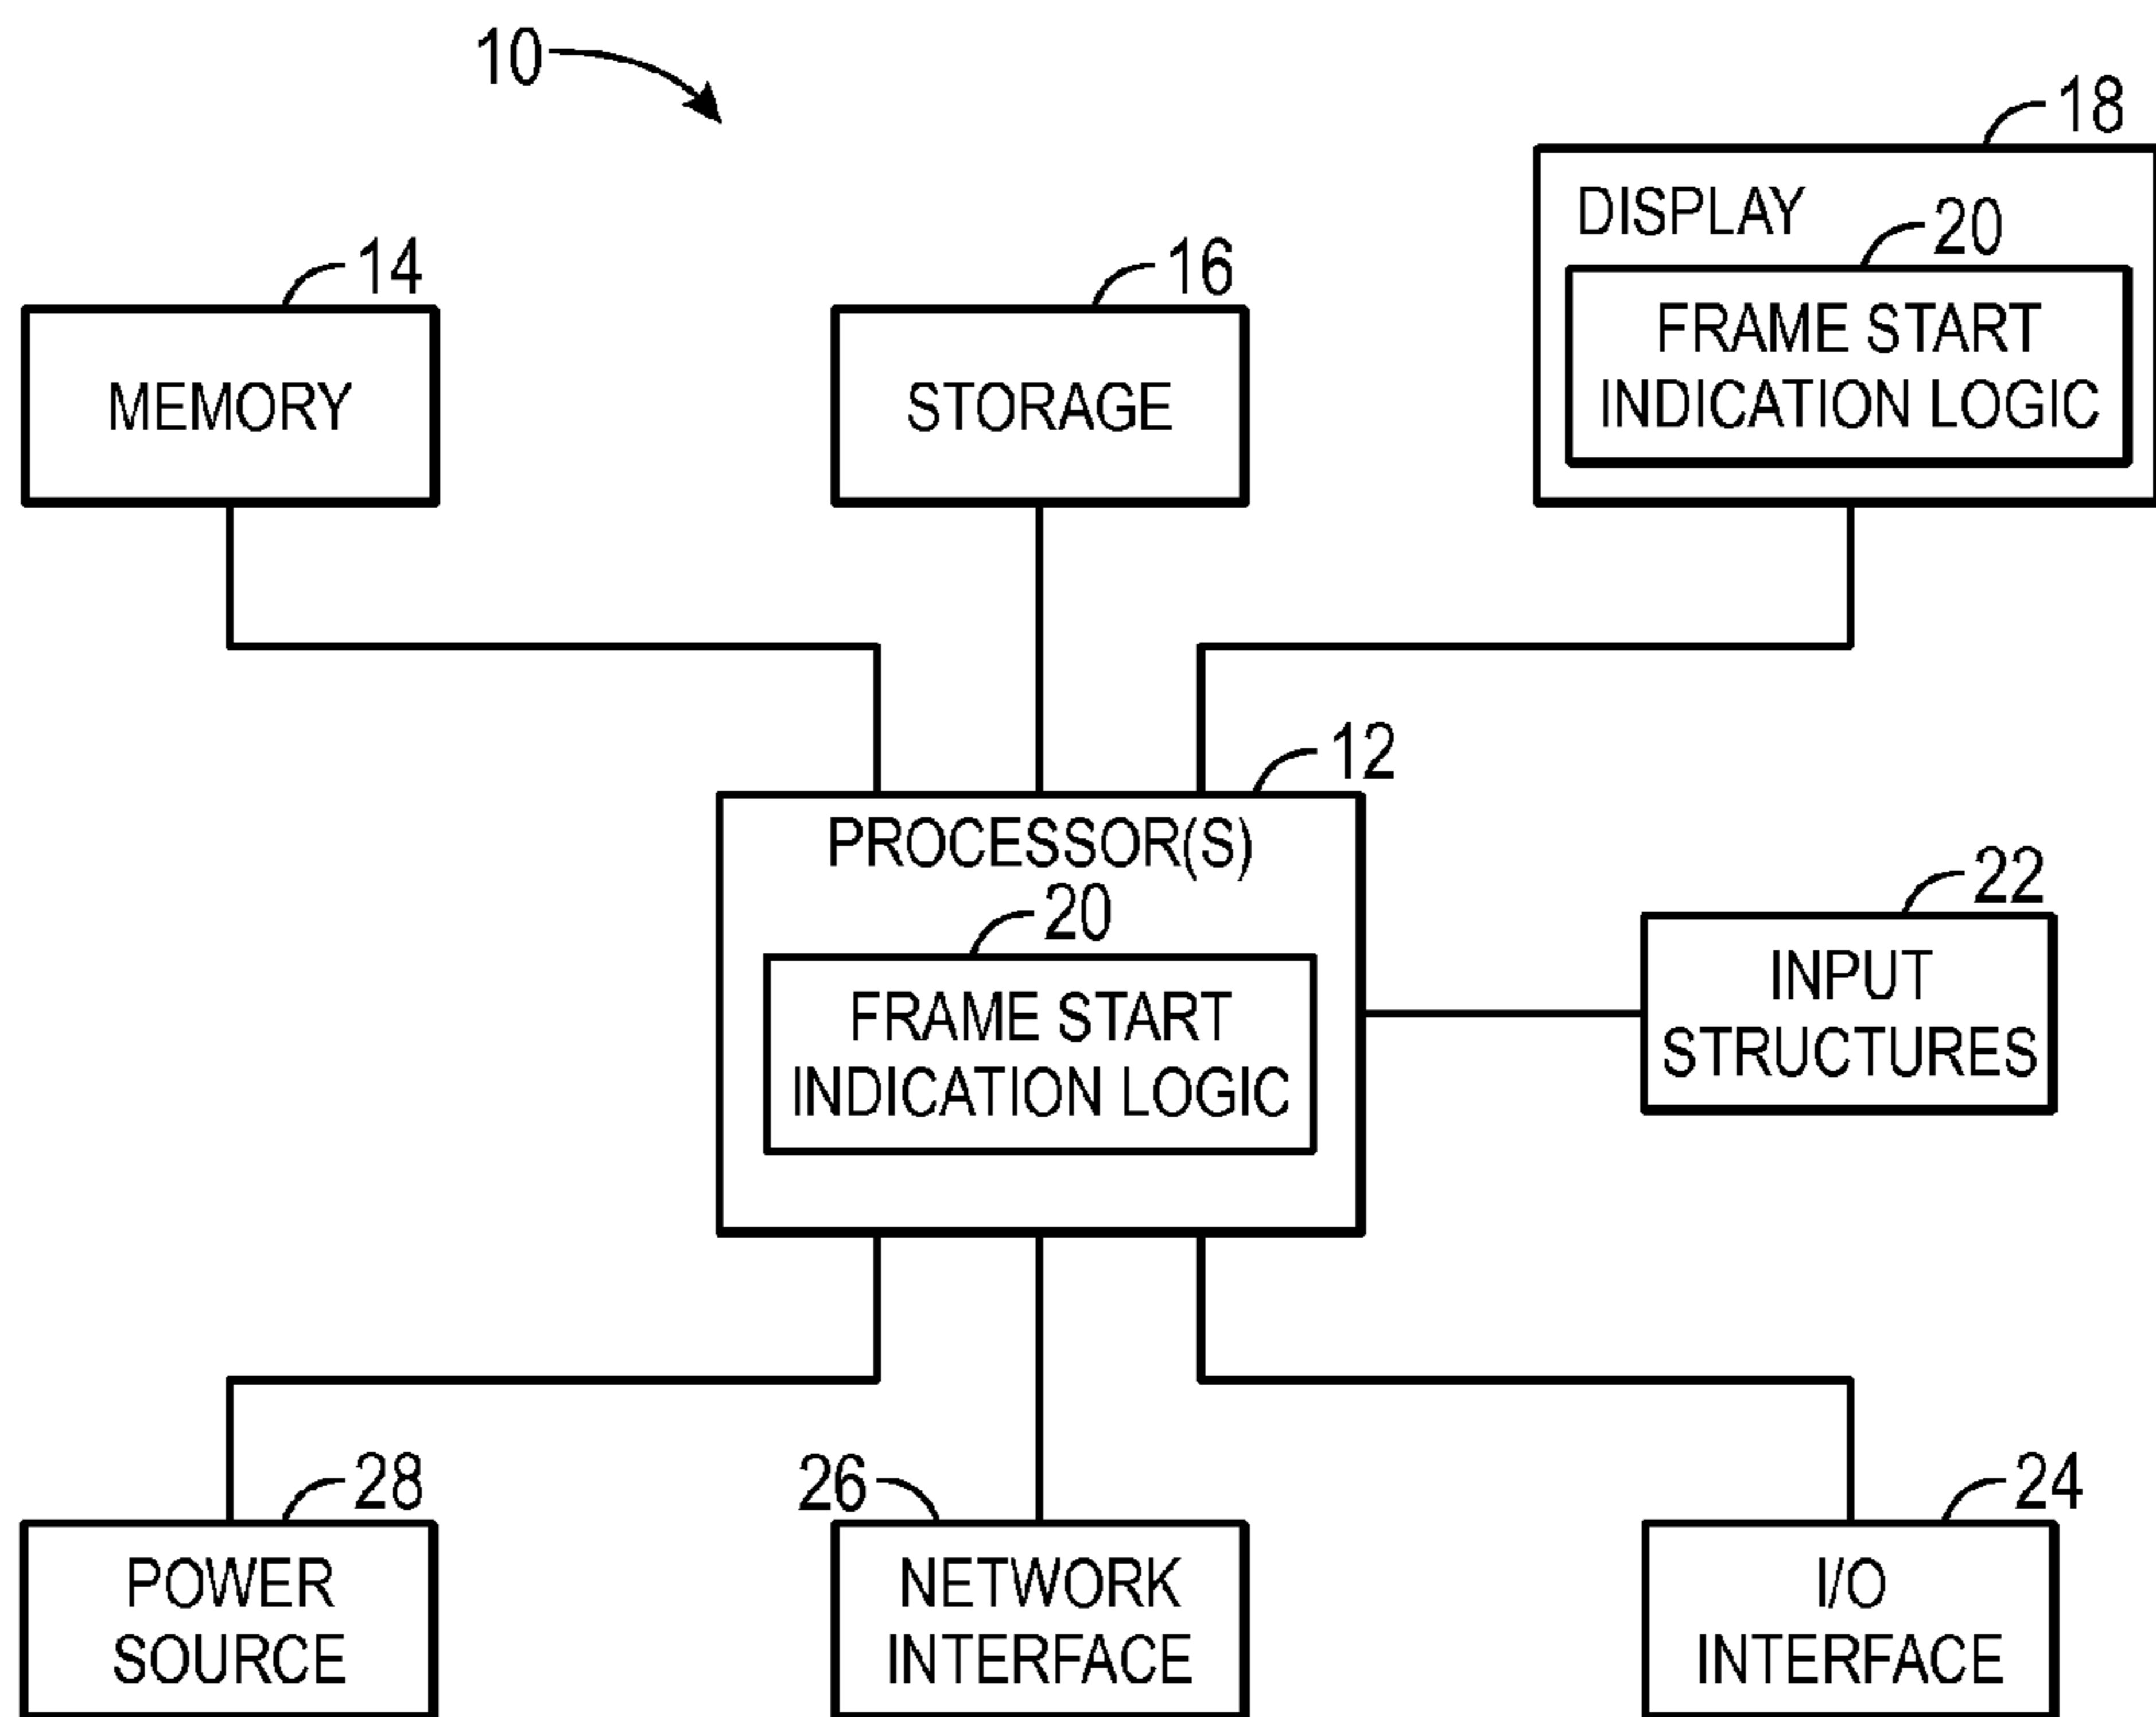 10
18
DISPLAY
20
FRAME START
INDICATION LOGIC
14
MEMORY
16
STORAGE
12
PROCESSOR(S)
20
FRAME START
INDICATION LOGIC
22
INPUT
STRUCTURES
28
POWER
SOURCE
26
NETWORK
INTERFACE
24
I/O
INTERFACE